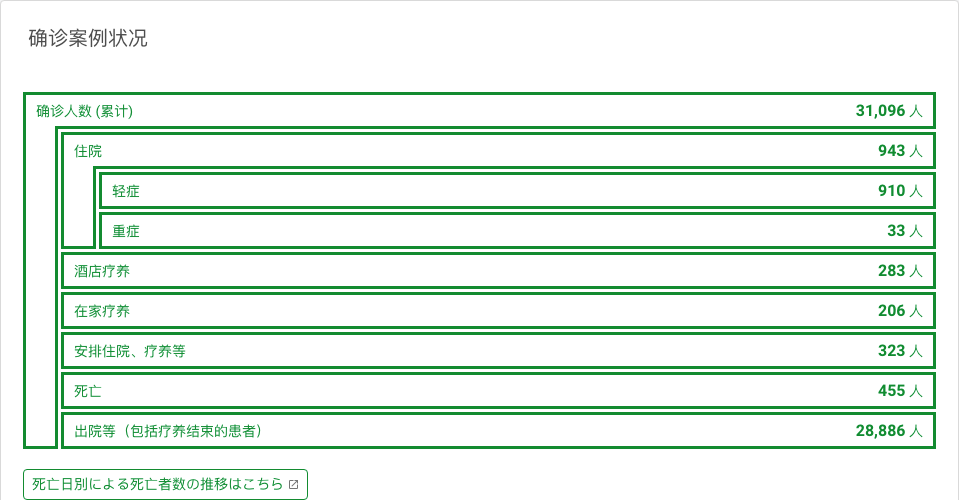 确诊案例状况
确诊人数 (累计) 31,096 人
住院 943 人
轻症 910 人
重症 33 人
酒店疗养 283 人
在家疗养 206 人
安排住院、疗养等 323 人
死亡 455 人
出院等（包括疗养结束的患者） 28,886 人
死亡日別による死亡者数の推移はこちら